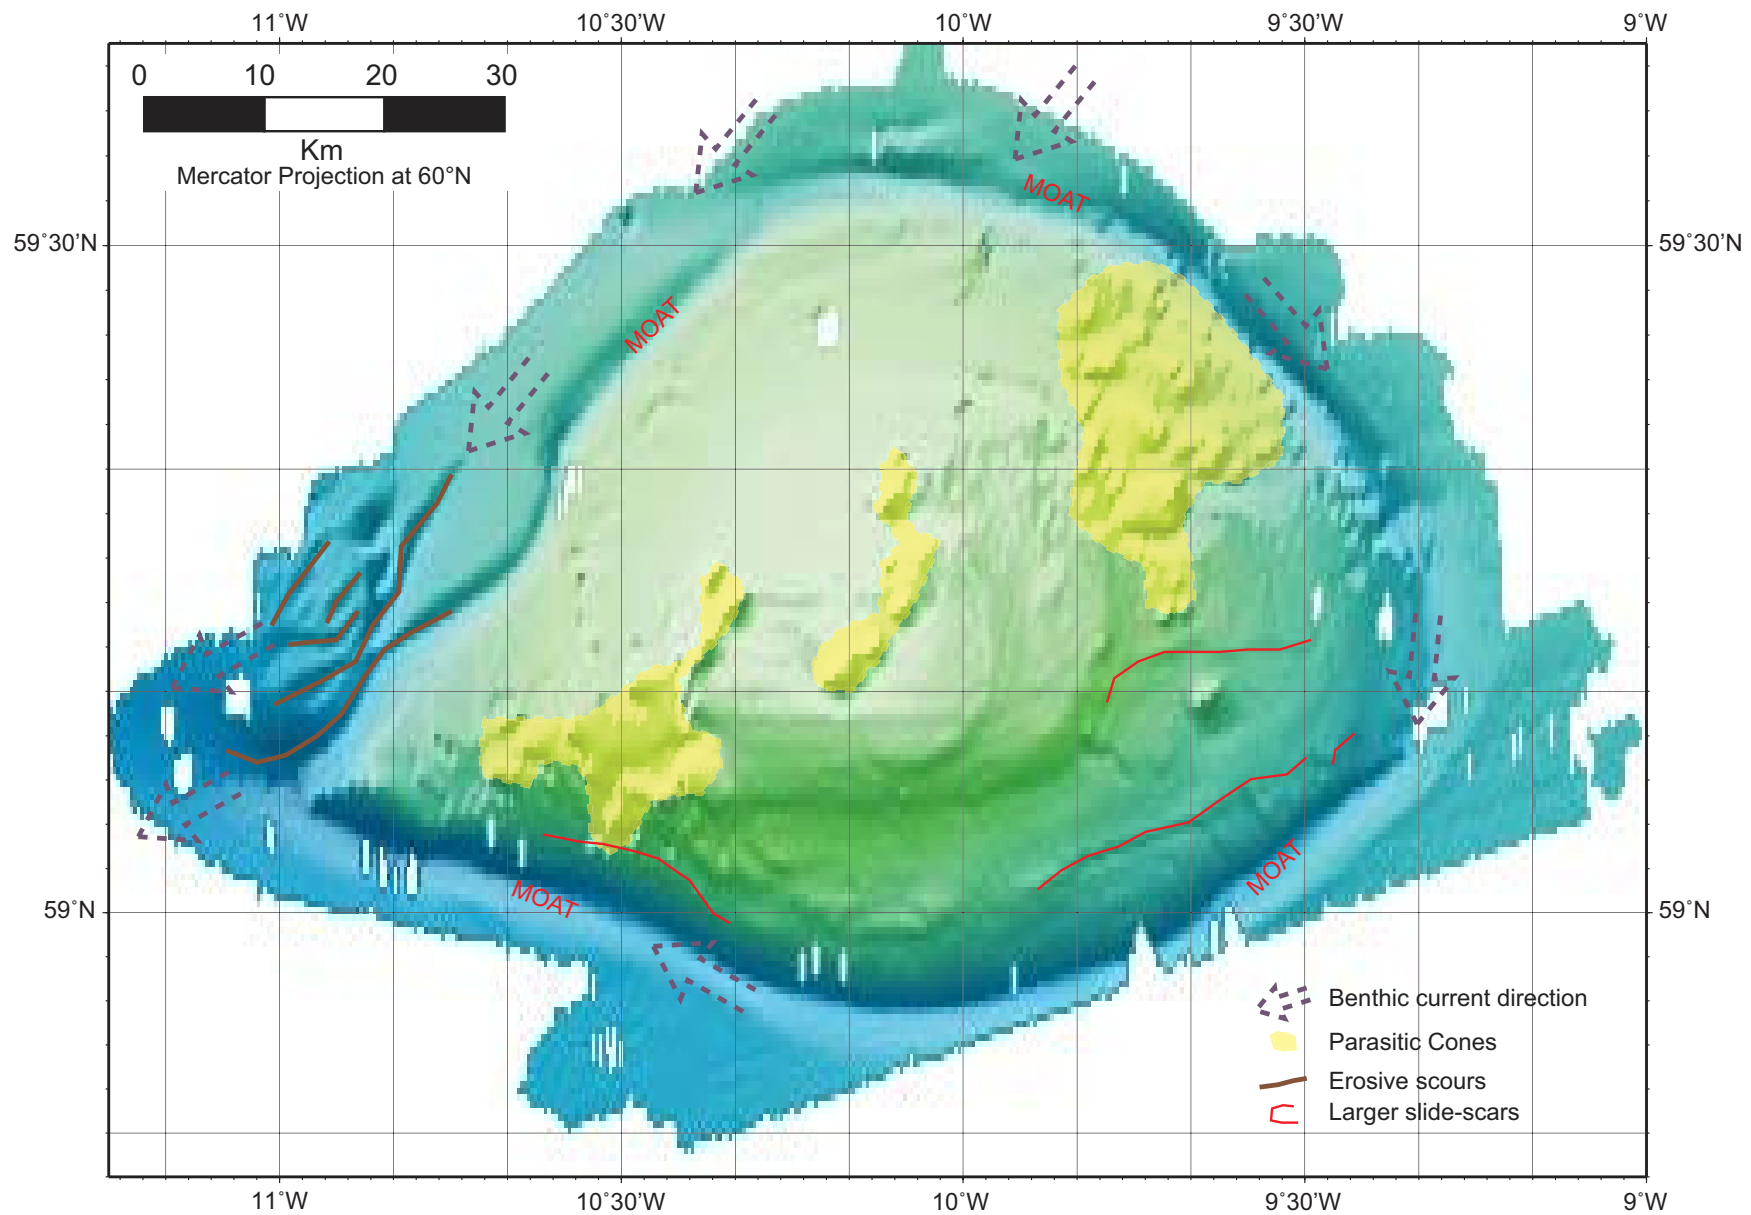 11˚W 10˚30'W 10˚W 9˚30'W 9˚W
0 10 20 30
Km
Mercator Projection at 60°N
MOAT
59˚30'N 59˚30'N
MOAT
MOAT
MOAT
59˚N 59˚N
Benthic current direction
Parasitic Cones
Erosive scours
Larger slide-scars
11˚W 10˚30'W 10˚W 9˚30'W 9˚W